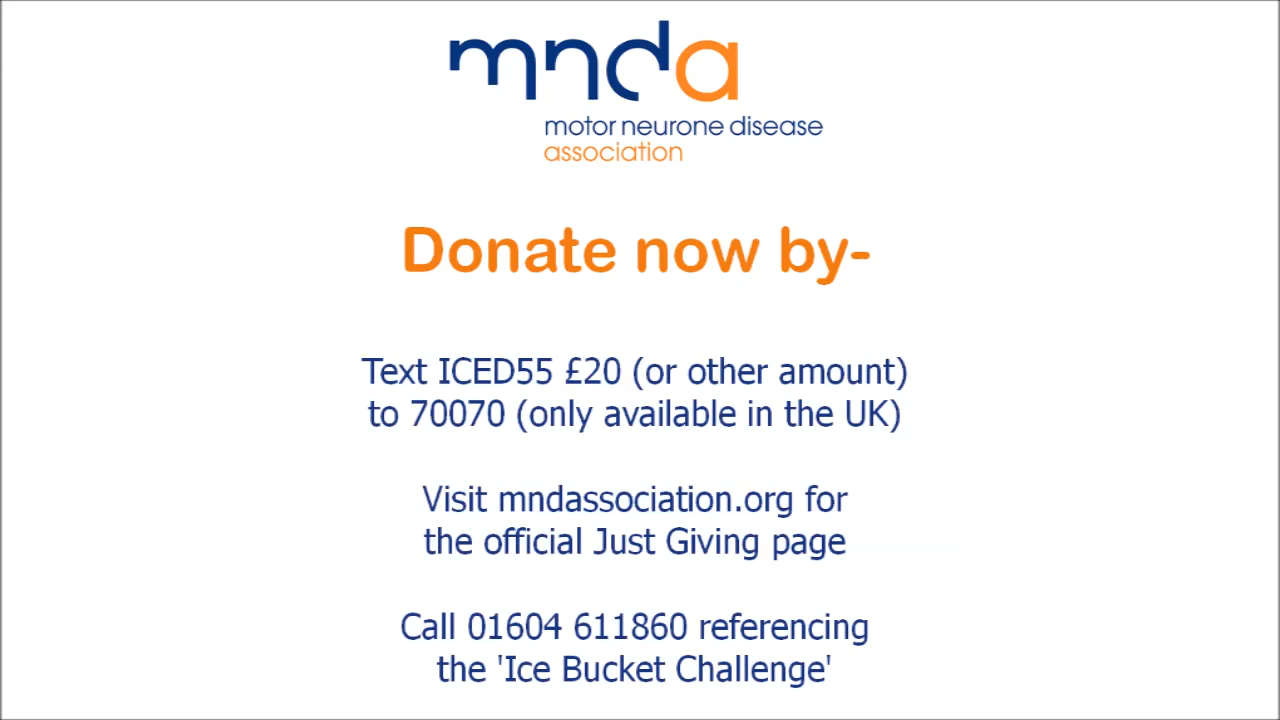 mnda
motor neurone disease
association
Donate now by-
Text ICED55 £20 (or other amount)
to 70070 (only available in the UK)
Visit mndassociation.org for
the official Just Giving page
Call 01604 611860 referencing
the 'Ice Bucket Challenge'